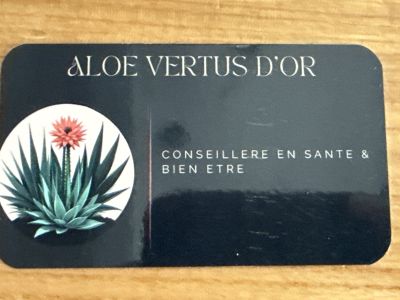 ALOE VERTUS D'OR
CONSEILLERE EN SANTE &
BIEN ETRE